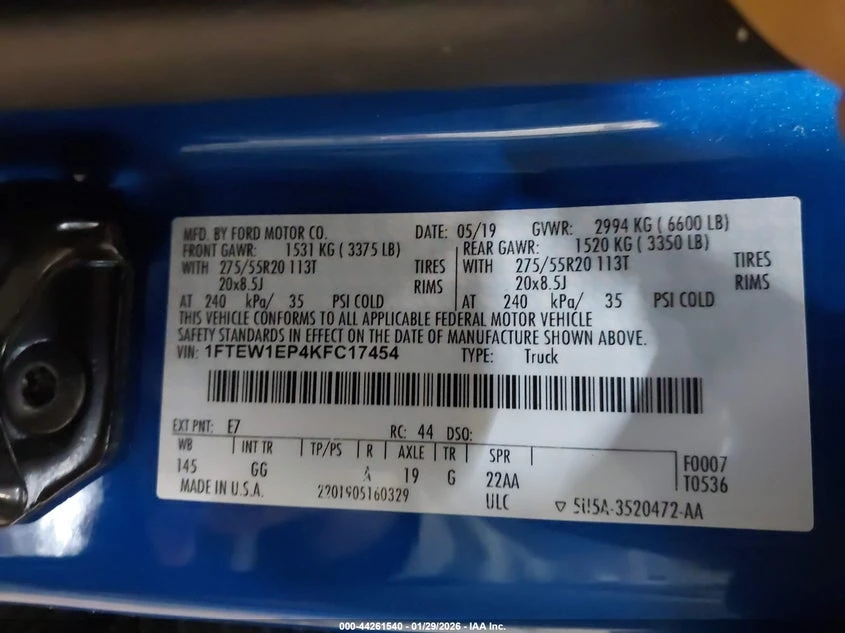 MFD. BY FORD MOTOR CO. DATE: 05/19 GVWR: 2994 KG ( 6600 LB)
FRONT GAWR: 1531 KG ( 3375 LB) REAR GAWR: 1520 KG ( 3350 LB)
WITH 275/55R20 113T TIRES WITH 275/55R20 113T TIRES
20x8.5J RIMS 20x8.5J RIMS
AT 240 kPa/ 35 PSI COLD AT 240 kPa/ 35 PSI COLD
THIS VEHICLE CONFORMS TO ALL APPLICABLE FEDERAL MOTOR VEHICLE
SAFETY STANDARDS IN EFFECT ON THE DATE OF MANUFACTURE SHOWN ABOVE.
VIN: 1FTEW1EP4KFC17454 TYPE: Truck
EXT PNT: E7 RC: 44 DSO:
WB INT TR TP/PS R AXLE TR SPR
145 GG A 19 G 22AA F0007
T0536
MADE IN U.S.A. 2201905160329 ULC
000-44261540 - 01/29/2026 - IAA Inc.